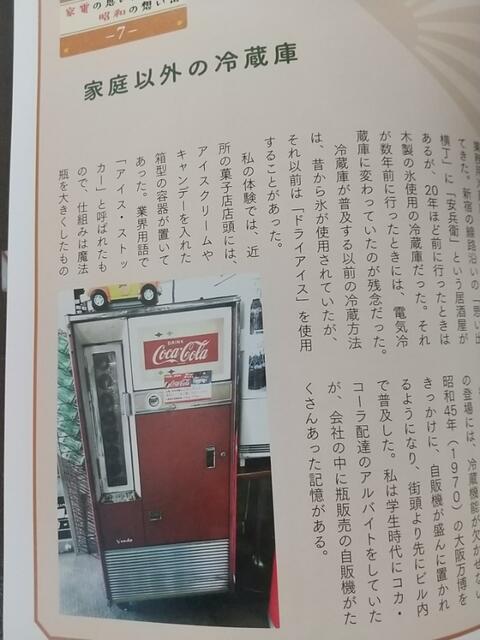 家電の思い
昭和の想い出
-7-
家庭以外の冷蔵庫
てきた。新宿の線路沿いの「思い出
横丁」に「安兵衛」という居酒屋が
あるが、20年ほど前に行ったときは
木製の氷使用の冷蔵庫だった。それ
が数年前に行ったときには、電気冷
蔵庫に変わっていたのが残念だった。
冷蔵庫が普及する以前の冷蔵方法
は、昔から氷が使用されていたが、
それ以前は「ドライアイス」を使用
することがあった。
私の体験では、近
所の菓子店店頭には、
アイスクリームや
キャンデーを入れた
箱型の容器が置いて
あった。業界用語で
「アイス・ストッ
カー」と呼ばれたも
ので、仕組みは魔法
瓶を大きくしたもの
の登場には、冷蔵機能が欠かせない
昭和45年(1970)の大阪万博を
きっかけに、自販機が盛んに置かれ
るようになり、街頭より先にビル内
で普及した。私は学生時代にコカ・
コーラ配達のアルバイトをしていた
が、会社の中に瓶販売の自販機がた
くさんあった記憶がある。
DRINK
Coca-Cola
Coca-Cola
Vendo